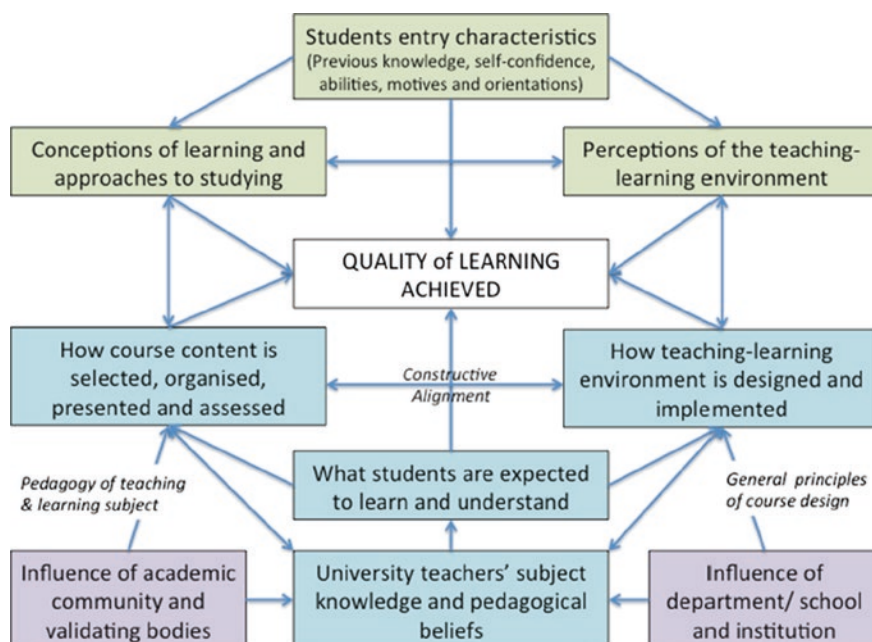 Students entry characteristics
(Previous knowledge, self-confidence,
abilities, motives and orientations)
Conceptions of learning and
approaches to studying
Perceptions of the teaching-
learning environment
QUALITY of LEARNING
ACHIEVED
How course content is
selected, organised,
presented and assessed
Constructive
Alignment
How teaching-learning
environment is designed and
implemented
Pedagogy of teaching
& learning subject
What students are expected
to learn and understand
General principles
of course design
Influence of academic
community and
validating bodies
University teachers' subject
knowledge and pedagogical
beliefs
Influence of
department/ school
and institution